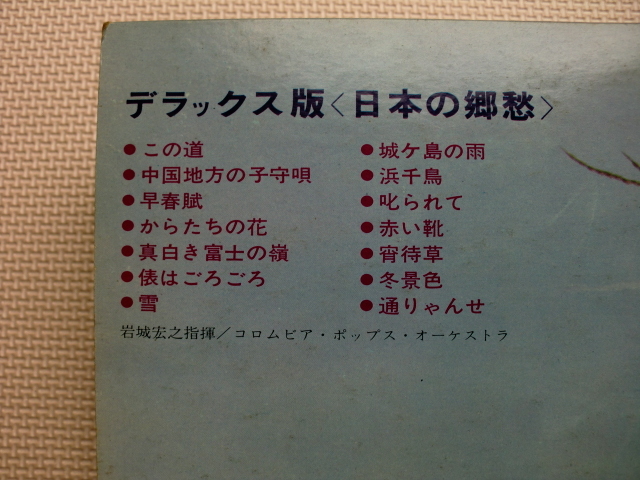 デラックス版〈日本の郷愁〉
●この道
●中国地方の子守唄
●早春賦
●からたちの花
●真白き富士の嶺
●俵はごろごろ
●雪
●城ケ島の雨
●浜千鳥
●叱られて
●赤い靴
●宵待草
●冬景色
●通りゃんせ
岩城宏之指揮/コロムビア・ポップス・オーケストラ